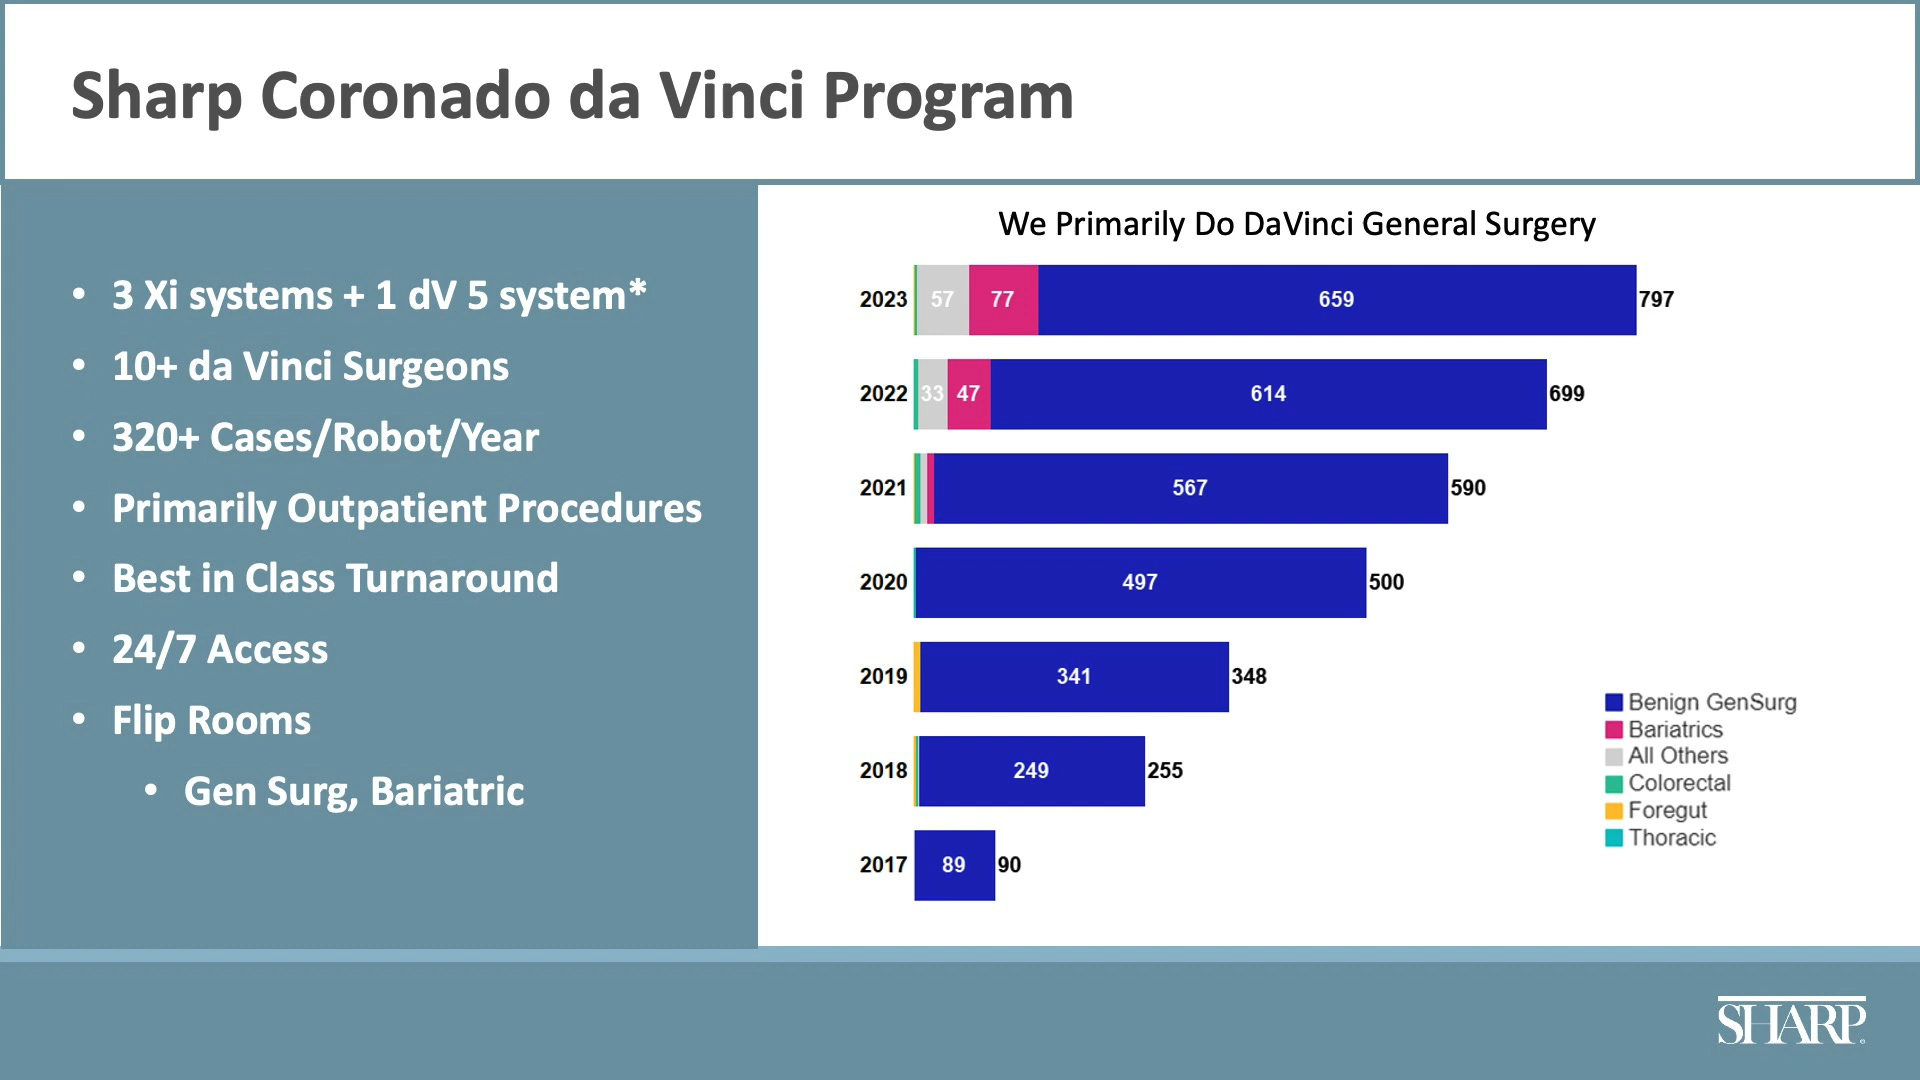 Sharp Coronado da Vinci Program
• 3 Xi systems + 1 dV 5 system*
• 10+ da Vinci Surgeons
• 320+ Cases/Robot/Year
• Primarily Outpatient Procedures
• Best in Class Turnaround
• 24/7 Access
• Flip Rooms
• Gen Surg, Bariatric
We Primarily Do DaVinci General Surgery
2023 57 77 659 797
2022 33 47 614 699
2021 567 590
2020 497 500
2019 341 348
2018 249 255
2017 89 90
Benign GenSurg
Bariatrics
All Others
Colorectal
Foregut
Thoracic
SHARP®